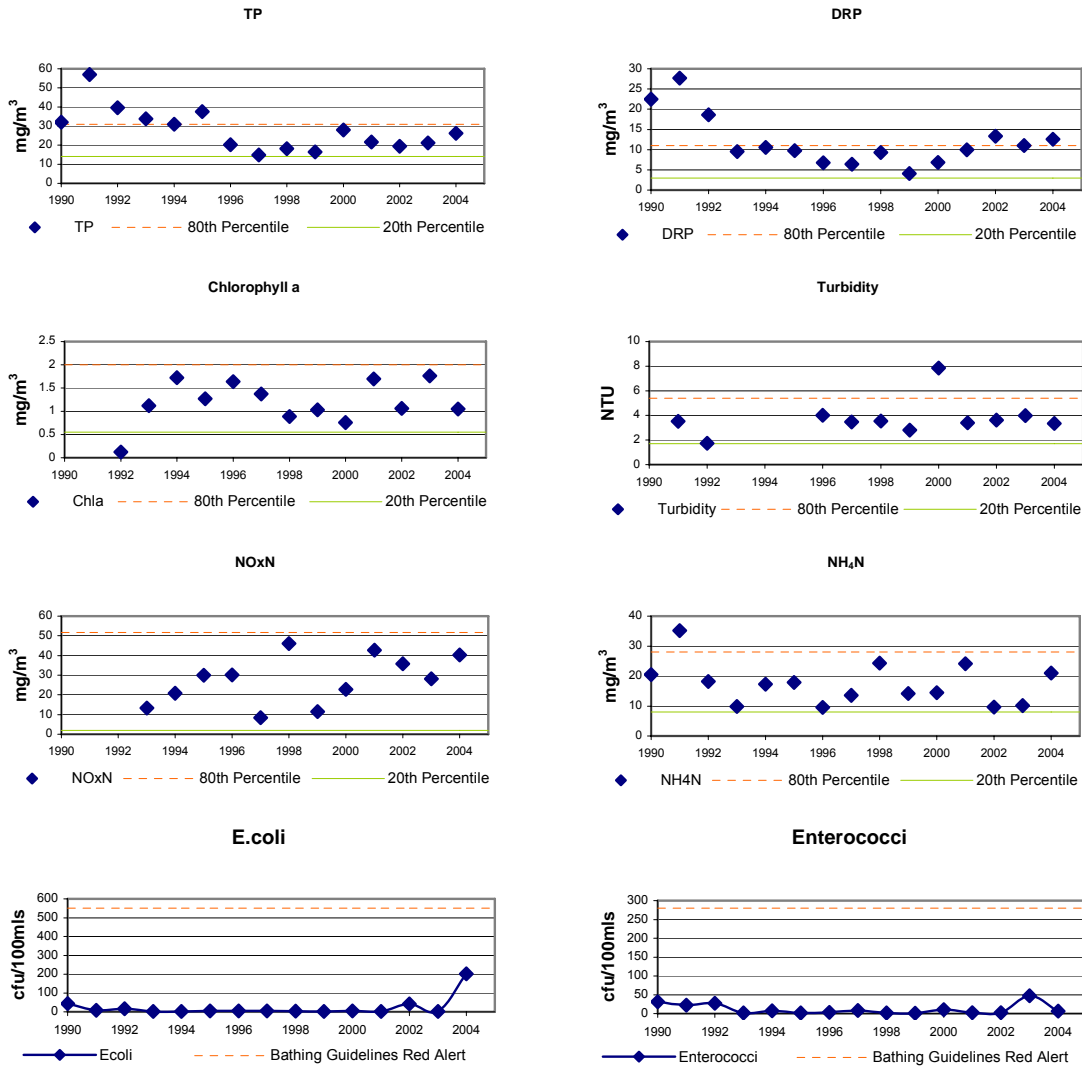 TP
mg/m³
60
50
40
30
20
10
0
1990 1992 1994 1996 1998 2000 2002 2004
TP 80th Percentile 20th Percentile
DRP
mg/m³
30
25
20
15
10
5
0
1990 1992 1994 1996 1998 2000 2002 2004
DRP 80th Percentile 20th Percentile
Chlorophyll a
mg/m³
2.5
2
1.5
1
0.5
0
1990 1992 1994 1996 1998 2000 2002 2004
Chla 80th Percentile 20th Percentile
Turbidity
NTU
10
8
6
4
2
0
1990 1992 1994 1996 1998 2000 2002 2004
Turbidity 80th Percentile 20th Percentile
NOxN
mg/m³
60
50
40
30
20
10
0
1990 1992 1994 1996 1998 2000 2002 2004
NOxN 80th Percentile 20th Percentile
NH₄N
mg/m³
40
30
20
10
0
1990 1992 1994 1996 1998 2000 2002 2004
NH4N 80th Percentile 20th Percentile
E.coli
cfu/100mls
600
500
400
300
200
100
0
1990 1992 1994 1996 1998 2000 2002 2004
Ecoli Bathing Guidelines Red Alert
Enterococci
cfu/100mls
300
250
200
150
100
50
0
1990 1992 1994 1996 1998 2000 2002 2004
Enterococci Bathing Guidelines Red Alert